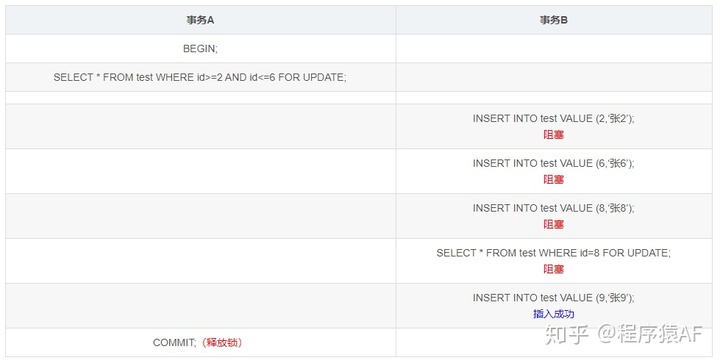 事务A 事务B
BEGIN;
SELECT * FROM test WHERE id>=2 AND id<=6 FOR UPDATE;
INSERT INTO test VALUE (2,'张2');
阻塞
INSERT INTO test VALUE (6,'张6');
阻塞
INSERT INTO test VALUE (8,'张8');
阻塞
SELECT * FROM test WHERE id=8 FOR UPDATE;
阻塞
INSERT INTO test VALUE (9,'张9');
插入成功
COMMIT;（释放锁）
知乎 @程序猿AF